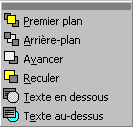 Premier plan
Arrière-plan
Avancer
Reculer
Texte en dessous
Texte au-dessus